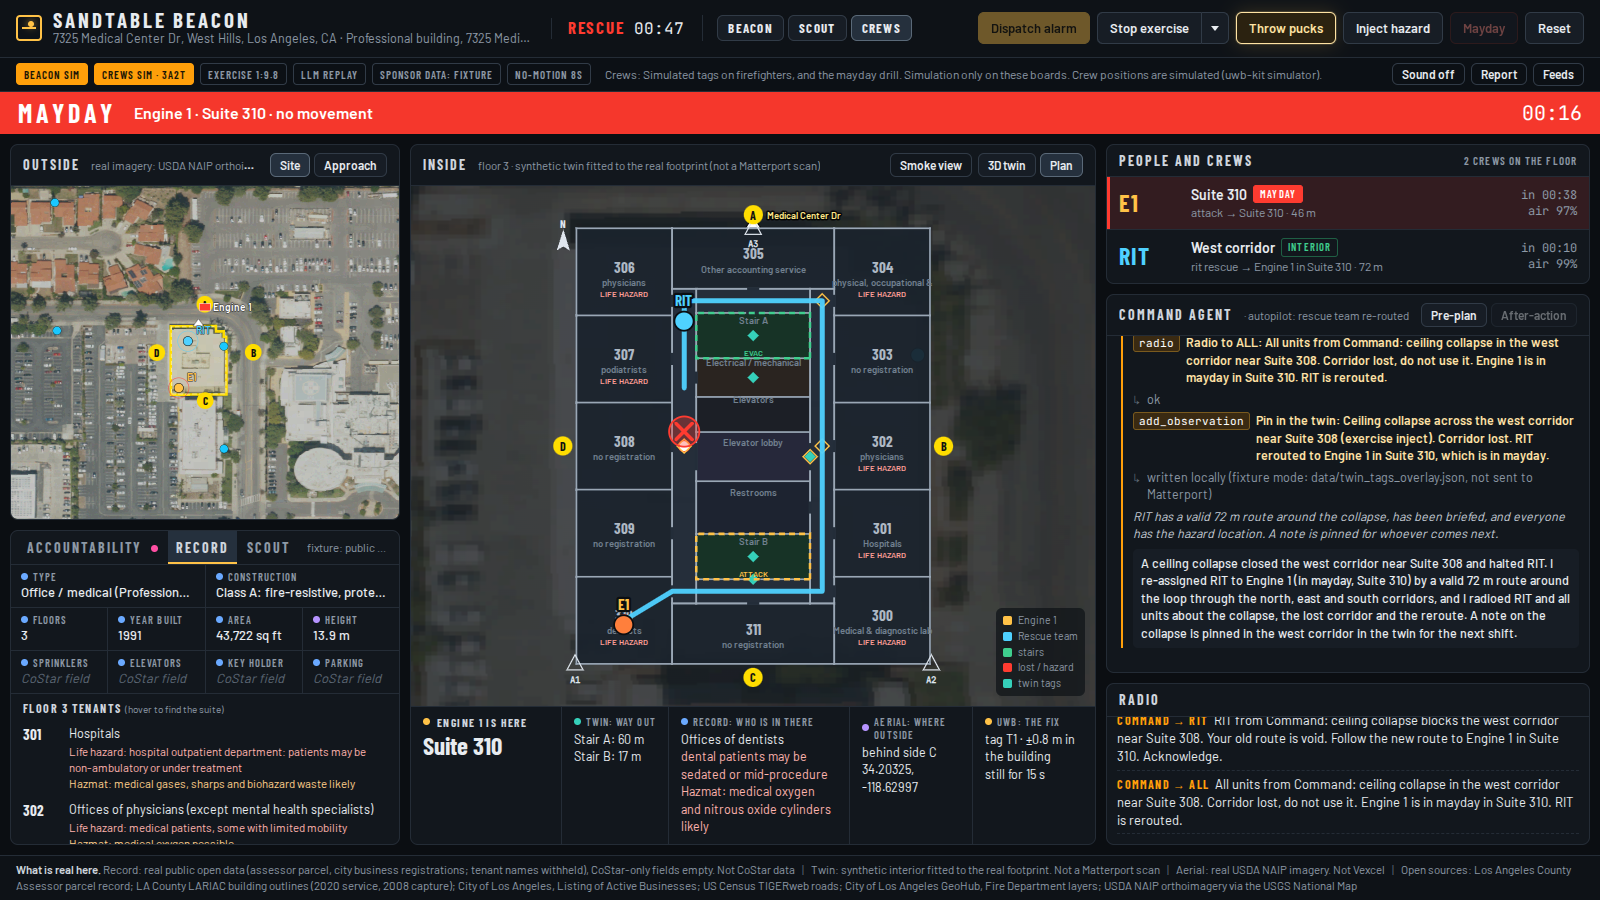 SANDTABLE BEACON
7325 Medical Center Dr, West Hills, Los Angeles, CA · Professional building, 7325 Medi...
RESCUE 00:47
BEACON SCOUT CREWS
Dispatch alarm Stop exercise Throw pucks Inject hazard Mayday Reset
BEACON SIM CREWS SIM · 3A2T EXERCISE 1:9.8 LLM REPLAY SPONSOR DATA: FIXTURE NO-MOTION 8S
Crews: Simulated tags on firefighters, and the mayday drill. Simulation only on these boards. Crew positions are simulated (uwb-kit simulator).
Sound off Report Feeds
MAYDAY Engine 1 · Suite 310 · no movement 00:16
OUTSIDE real imagery: USDA NAIP orthoi... Site Approach
Engine 1
RIT
D
B
E1
C
ACCOUNTABILITY RECORD SCOUT fixture: public ...
TYPE
Office / medical (Profession...
CONSTRUCTION
Class A: fire-resistive, prote...
FLOORS
3
YEAR BUILT
1991
AREA
43,722 sq ft
HEIGHT
13.9 m
SPRINKLERS
CoStar field
ELEVATORS
CoStar field
KEY HOLDER
CoStar field
PARKING
CoStar field
FLOOR 3 TENANTS (hover to find the suite)
301 Hospitals
Life hazard: hospital outpatient department: patients may be
non-ambulatory or under treatment
Hazmat: medical gases, sharps and biohazard waste likely
302 Offices of physicians (except mental health specialists)
Life hazard: medical patients, some with limited mobility
Hazmat: medical oxygen possible
INSIDE floor 3 · synthetic twin fitted to the real footprint (not a Matterport scan) Smoke view 3D twin Plan
N
A Medical Center Dr
A3
306
physicians
LIFE HAZARD
305
Other accounting service
304
physical, occupational &
LIFE HAZARD
RIT
Stair A
EVAC
307
podiatrists
LIFE HAZARD
Electrical / mechanical
303
no registration
Elevators
D
308
no registration
Elevator lobby
302
physicians
LIFE HAZARD
B
Restrooms
309
no registration
Stair B
ATTACK
301
Hospitals
LIFE HAZARD
E1
LIFE HAZARD
311
no registration
300
Medical & diagnostic lab
LIFE HAZARD
A1
C
A2
Engine 1
Rescue team
stairs
lost / hazard
twin tags
ENGINE 1 IS HERE
Suite 310
TWIN: WAY OUT
Stair A: 60 m
Stair B: 17 m
RECORD: WHO IS IN THERE
Offices of dentists
dental patients may be
sedated or mid-procedure
Hazmat: medical oxygen
and nitrous oxide cylinders
likely
AERIAL: WHERE
OUTSIDE
behind side C
34.20325,
-118.62997
UWB: THE FIX
tag T1 · ±0.8 m in
the building
still for 15 s
PEOPLE AND CREWS 2 CREWS ON THE FLOOR
E1 Suite 310 MAYDAY in 00:38
attack → Suite 310 · 46 m air 97%
RIT West corridor INTERIOR in 00:10
rit rescue → Engine 1 in Suite 310 · 72 m air 99%
COMMAND AGENT · autopilot: rescue team re-routed Pre-plan After-action
radio Radio to ALL: All units from Command: ceiling collapse in the west
corridor near Suite 308. Corridor lost, do not use it. Engine 1 is in
mayday in Suite 310. RIT is rerouted.
↳ ok
add_observation Pin in the twin: Ceiling collapse across the west corridor
near Suite 308 (exercise inject). Corridor lost. RIT
rerouted to Engine 1 in Suite 310, which is in mayday.
↳ written locally (fixture mode: data/twin_tags_overlay.json, not sent to
Matterport)
RIT has a valid 72 m route around the collapse, has been briefed, and everyone
has the hazard location. A note is pinned for whoever comes next.
A ceiling collapse closed the west corridor near Suite 308 and halted RIT. I
re-assigned RIT to Engine 1 (in mayday, Suite 310) by a valid 72 m route around
the loop through the north, east and south corridors, and I radioed RIT and all
units about the collapse, the lost corridor and the reroute. A note on the
collapse is pinned in the west corridor in the twin for the next shift.
RADIO
COMMAND → RIT RIT from Command: ceiling collapse blocks the west corridor
near Suite 308. Your old route is void. Follow the new route to Engine 1 in Suite
310. Acknowledge.
COMMAND → ALL All units from Command: ceiling collapse in the west corridor
near Suite 308. Corridor lost, do not use it. Engine 1 is in mayday in Suite 310. RIT
is rerouted.
What is real here. Record: real public open data (assessor parcel, city business registrations; tenant names withheld), CoStar-only fields empty. Not CoStar data | Twin: synthetic interior fitted to the real footprint. Not a Matterport scan | Aerial: real USDA NAIP imagery. Not Vexcel | Open sources: Los Angeles County
Assessor parcel record; LA County LARIAC building outlines (2020 service, 2008 capture); City of Los Angeles, Listing of Active Businesses; US Census TIGERweb roads; City of Los Angeles GeoHub, Fire Department layers; USDA NAIP orthoimagery via the USGS National Map